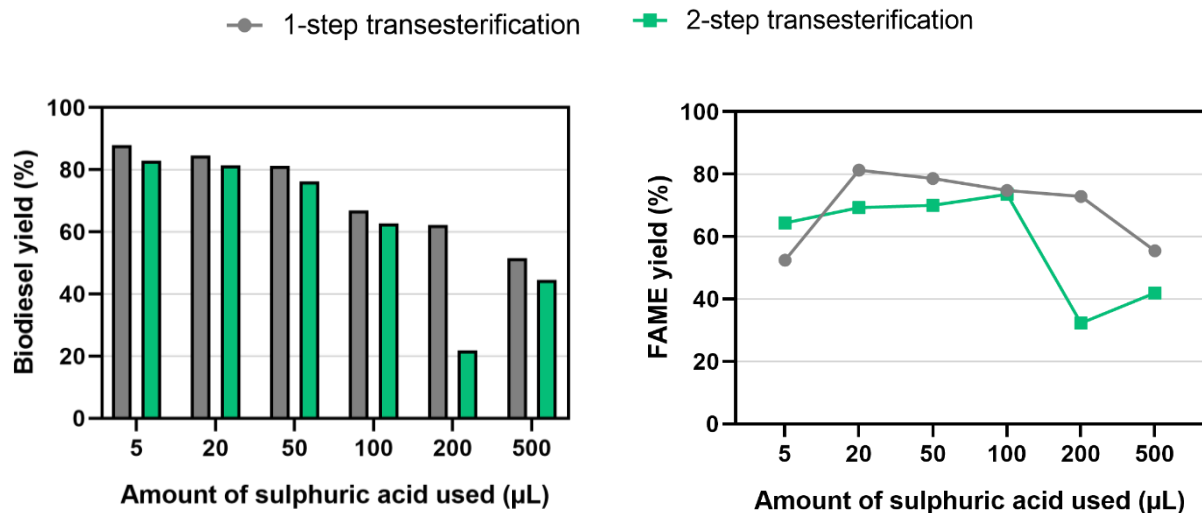 1-step transesterification
2-step transesterification
Biodiesel yield (%)
100
80
60
40
20
0
5 20 50 100 200 500
Amount of sulphuric acid used (µL)
FAME yield (%)
100
80
60
40
20
0
5 20 50 100 200 500
Amount of sulphuric acid used (µL)